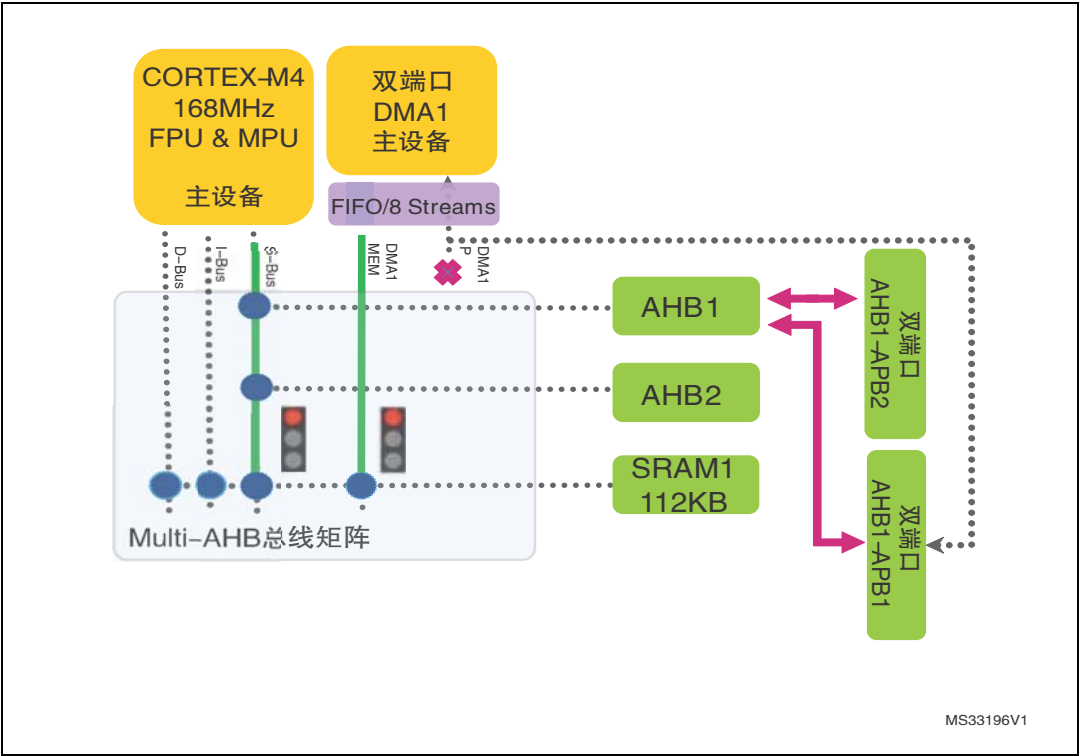 CORTEX-M4
168MHz
FPU & MPU
主设备
双端口
DMA1
主设备
FIFO/8 Streams
D-Bus
I-Bus
S-Bus
DMA1
MEM
DMA1
P
AHB1
AHB2
SRAM1
112KB
双端口
AHB1-APB2
双端口
AHB1-APB1
Multi-AHB总线矩阵
MS33196V1